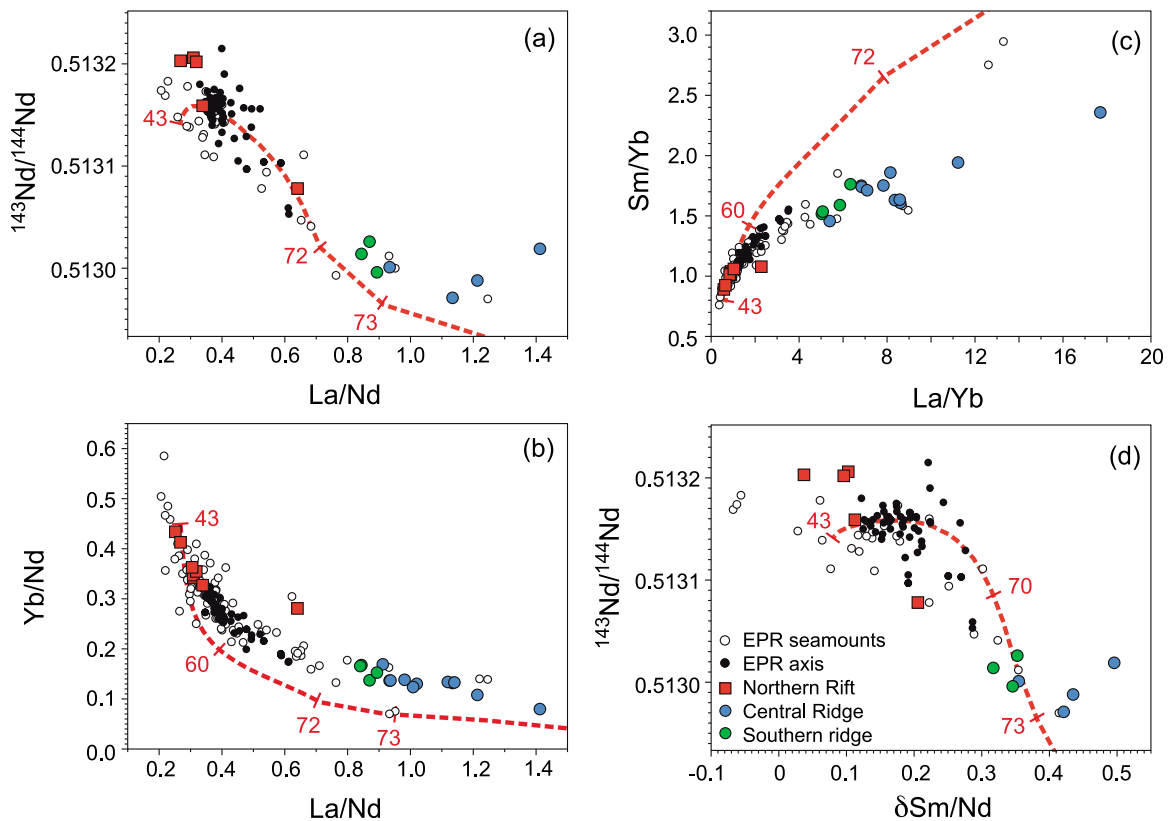 (a)
¹⁴³Nd/¹⁴⁴Nd
0.5132
0.5131
0.5130
43
72
73
0.2 0.4 0.6 0.8 1.0 1.2 1.4
La/Nd
(c)
Sm/Yb
3.0
2.5
2.0
1.5
1.0
0.5
72
60
43
0 4 8 12 16 20
La/Yb
(b)
Yb/Nd
0.6
0.5
0.4
0.3
0.2
0.1
0.0
43
60
72
73
0.2 0.4 0.6 0.8 1.0 1.2 1.4
La/Nd
(d)
¹⁴³Nd/¹⁴⁴Nd
0.5132
0.5131
0.5130
43
70
73
EPR seamounts
EPR axis
Northern Rift
Central Ridge
Southern ridge
-0.1 0 0.1 0.2 0.3 0.4 0.5
δSm/Nd